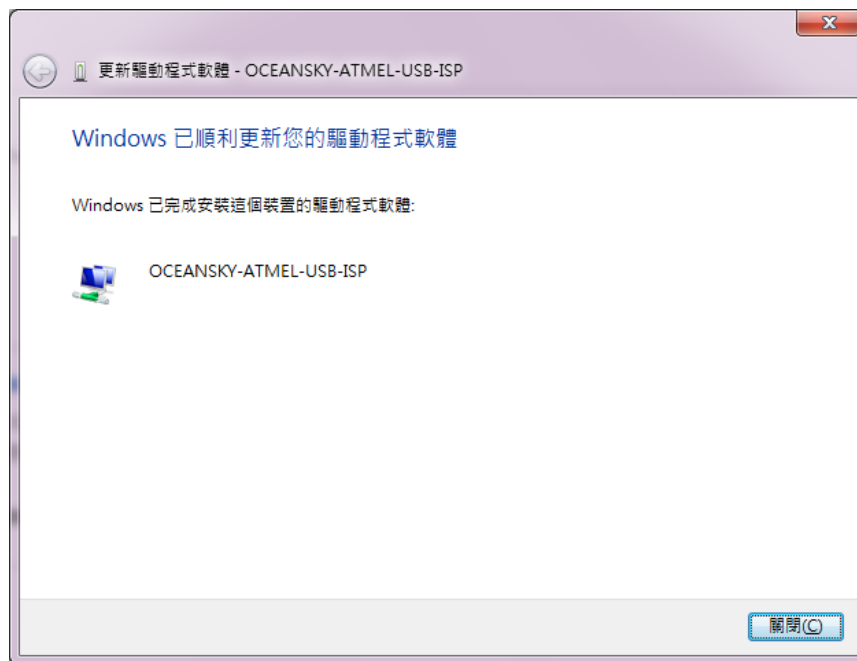 更新驅動程式軟體 - OCEANSKY-ATMEL-USB-ISP
Windows 已順利更新您的驅動程式軟體
Windows 已完成安裝這個裝置的驅動程式軟體:
OCEANSKY-ATMEL-USB-ISP
關閉(C)